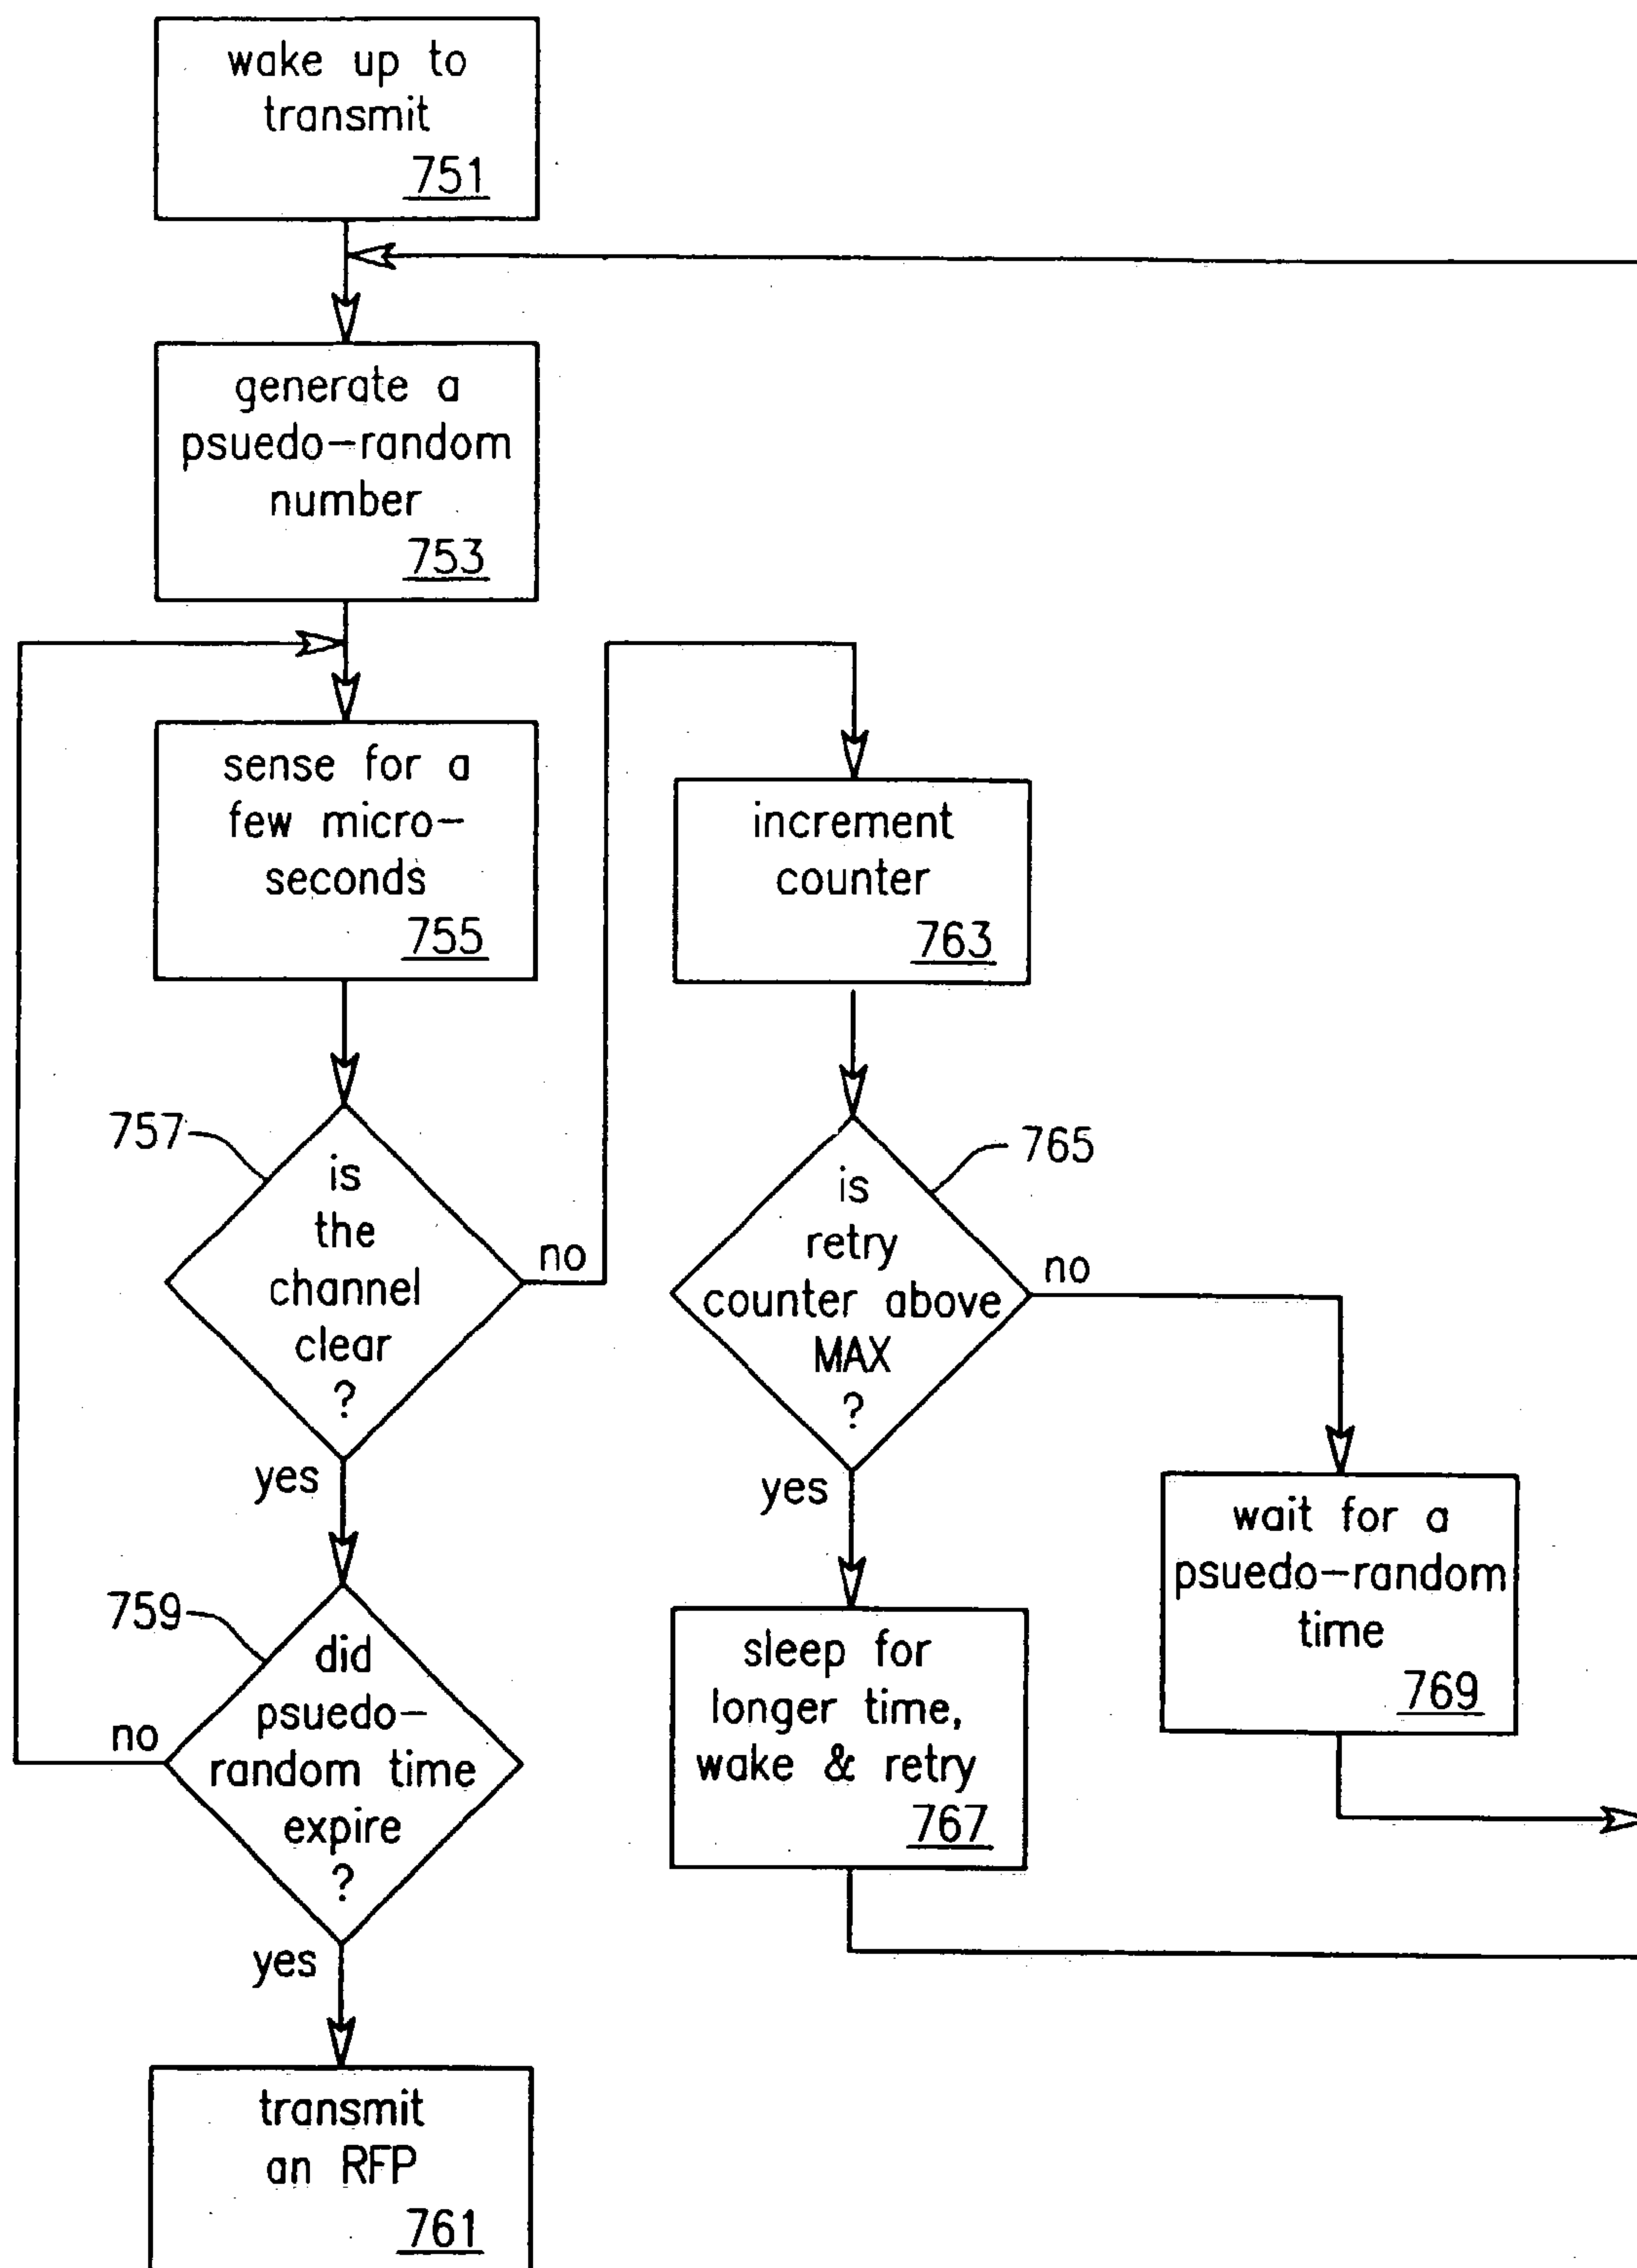 wake up to
transmit
751
generate a
psuedo-random
number
753
sense for a
few micro-
seconds
755
757
is
the
channel
clear
?
no
yes
759
did
psuedo-
random time
expire
?
no
yes
transmit
an RFP
761
increment
counter
763
765
is
retry
counter above
MAX
?
no
yes
sleep for
longer time,
wake & retry
767
wait for a
psuedo-random
time
769